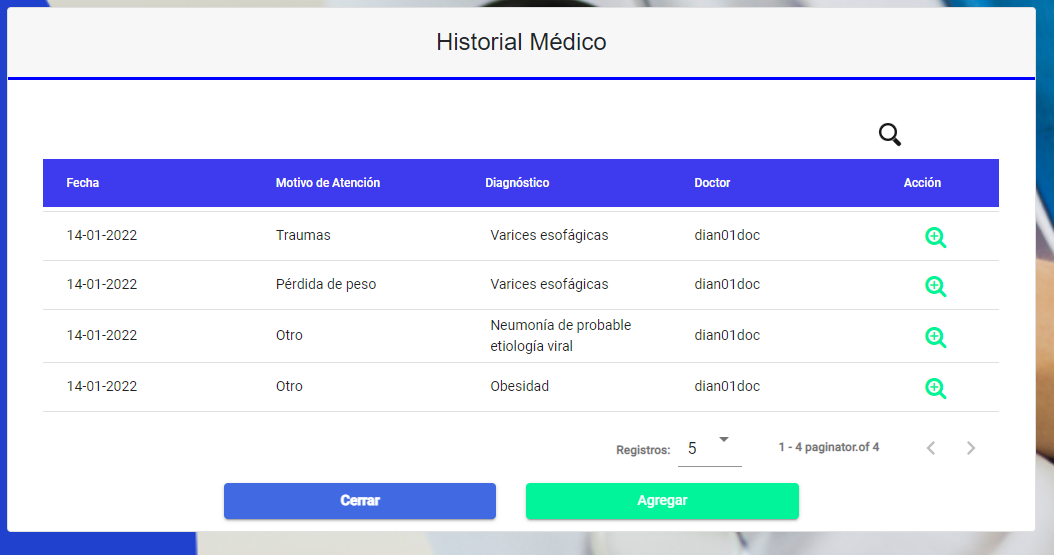 Historial Médico
Fecha Motivo de Atención Diagnóstico Doctor Acción
14-01-2022 Traumas Varices esofágicas dian01doc
14-01-2022 Pérdida de peso Varices esofágicas dian01doc
14-01-2022 Otro Neumonía de probable etiología viral dian01doc
14-01-2022 Otro Obesidad dian01doc
Registros: 5 1 - 4 paginator.of 4
Cerrar Agregar